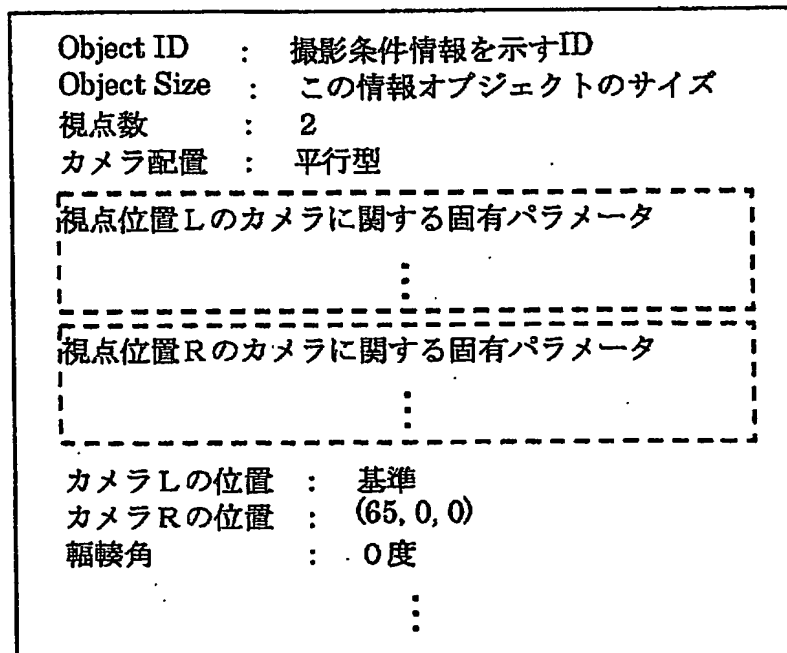 Object ID : 撮影条件情報を示すID
Object Size : この情報オブジェクトのサイズ
視点数 : 2
カメラ配置 : 平行型
視点位置Lのカメラに関する固有パラメータ
⋮
視点位置Rのカメラに関する固有パラメータ
⋮
カメラLの位置 : 基準
カメラRの位置 : (65, 0, 0)
輻輳角 : 0度
⋮